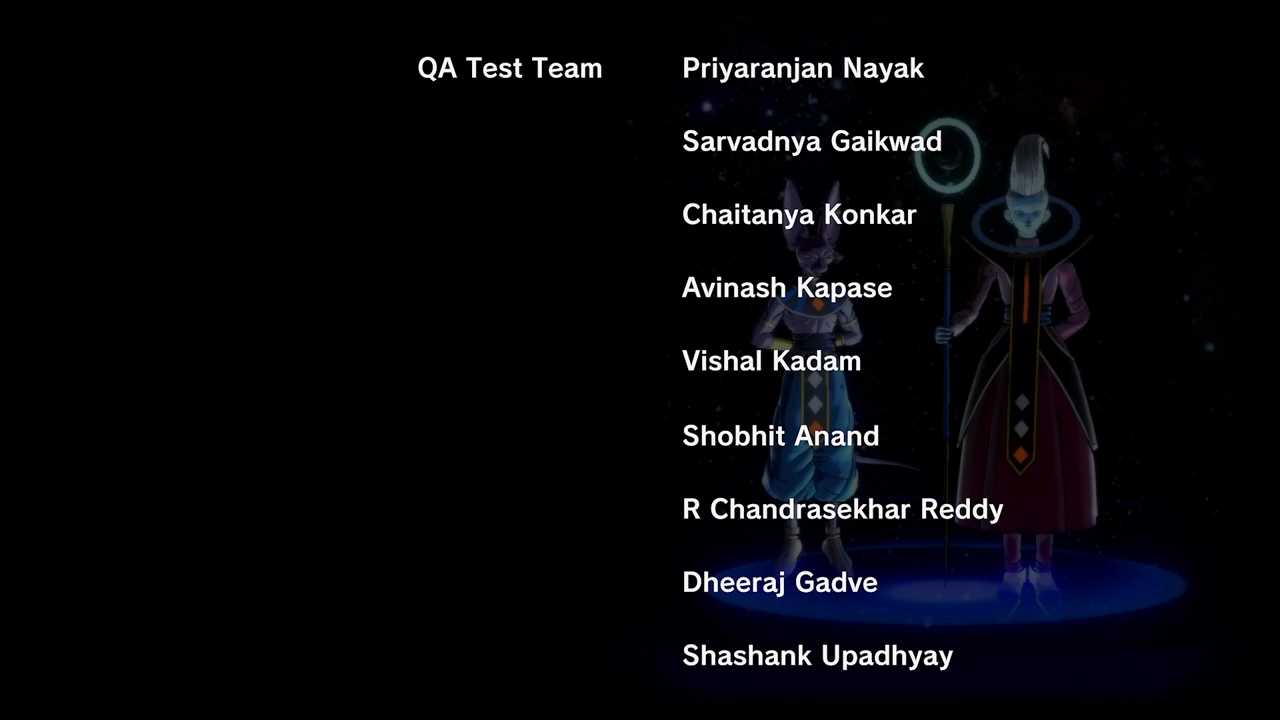 QA Test Team Priyaranjan Nayak
Sarvadnya Gaikwad
Chaitanya Konkar
Avinash Kapase
Vishal Kadam
Shobhit Anand
R Chandrasekhar Reddy
Dheeraj Gadve
Shashank Upadhyay